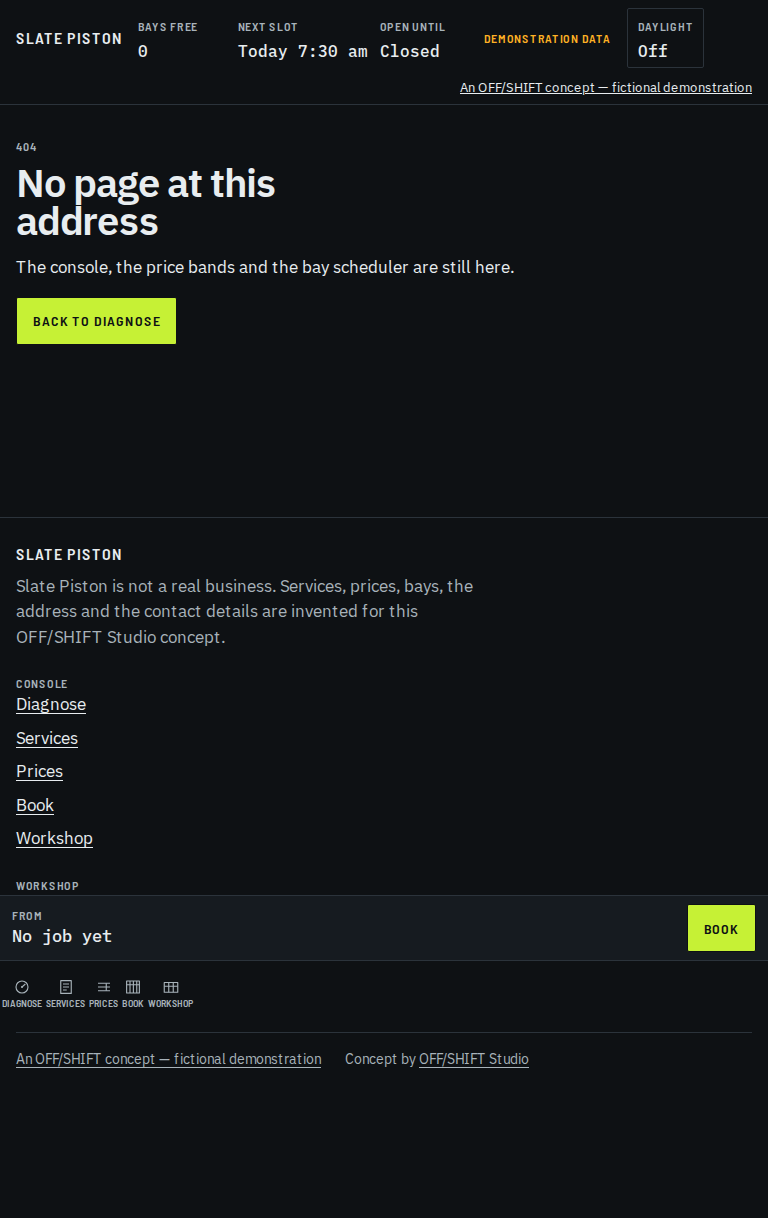 SLATE PISTON
BAYS FREE
0
NEXT SLOT
Today 7:30 am
OPEN UNTIL
Closed
DEMONSTRATION DATA
DAYLIGHT
Off
An OFF/SHIFT concept — fictional demonstration
404
No page at this
address
The console, the price bands and the bay scheduler are still here.
BACK TO DIAGNOSE
SLATE PISTON
Slate Piston is not a real business. Services, prices, bays, the
address and the contact details are invented for this
OFF/SHIFT Studio concept.
CONSOLE
Diagnose
Services
Prices
Book
Workshop
WORKSHOP
FROM
No job yet
BOOK
DIAGNOSE SERVICES PRICES BOOK WORKSHOP
An OFF/SHIFT concept — fictional demonstration Concept by OFF/SHIFT Studio